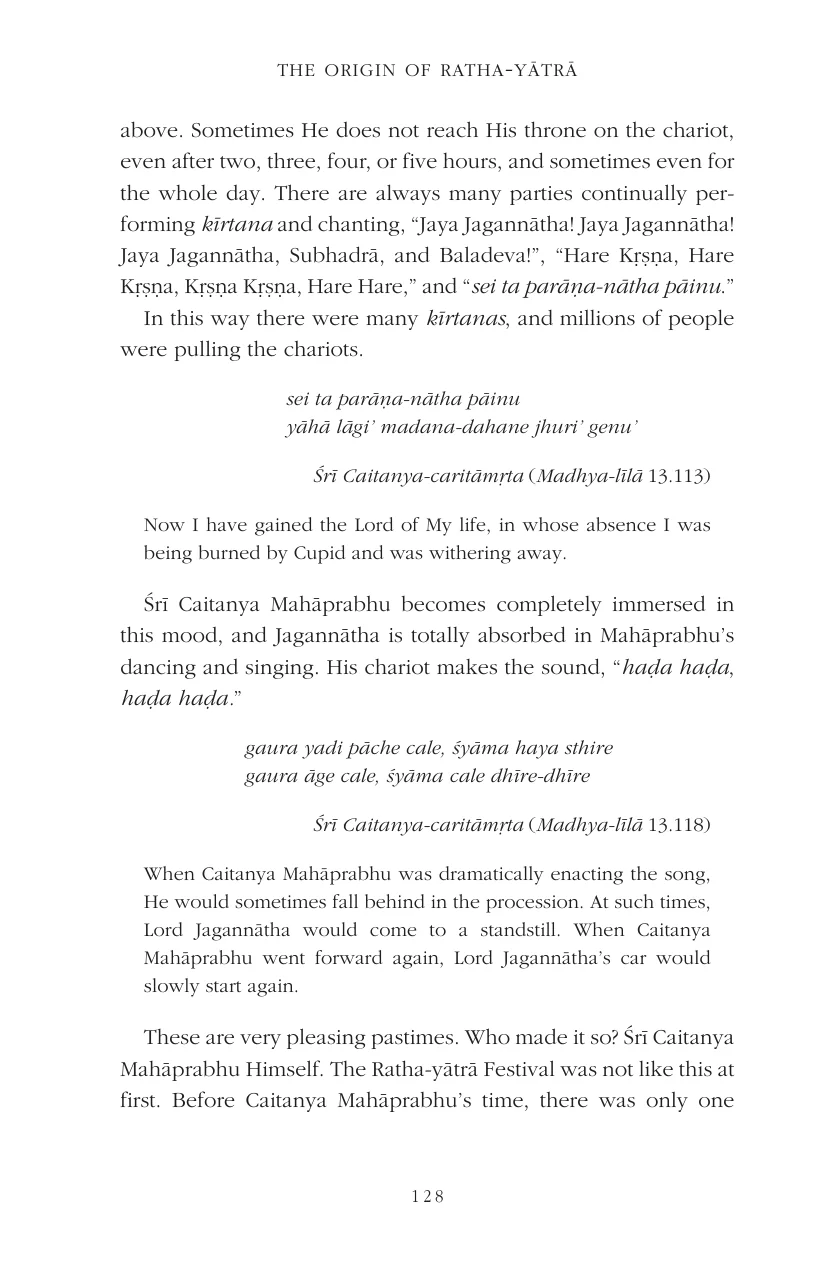 THE ORIGIN OF RATHA-YĀTRĀ
above. Sometimes He does not reach His throne on the chariot,
even after two, three, four, or five hours, and sometimes even for
the whole day. There are always many parties continually per-
forming kīrtana and chanting, “Jaya Jagannātha! Jaya Jagannātha!
Jaya Jagannātha, Subhadrā, and Baladeva!”, “Hare Kṛṣṇa, Hare
Kṛṣṇa, Kṛṣṇa Kṛṣṇa, Hare Hare,” and “sei ta parāṇa-nātha pāinu.”
In this way there were many kīrtanas, and millions of people
were pulling the chariots.
sei ta parāṇa-nātha pāinu
yāhā lāgi’ madana-dahane jhuri’ genu’
Śrī Caitanya-caritāmṛta (Madhya-līlā 13.113)
Now I have gained the Lord of My life, in whose absence I was
being burned by Cupid and was withering away.
Śrī Caitanya Mahāprabhu becomes completely immersed in
this mood, and Jagannātha is totally absorbed in Mahāprabhu’s
dancing and singing. His chariot makes the sound, “haḍa haḍa,
haḍa haḍa.”
gaura yadi pāche cale, śyāma haya sthire
gaura āge cale, śyāma cale dhīre-dhīre
Śrī Caitanya-caritāmṛta (Madhya-līlā 13.118)
When Caitanya Mahāprabhu was dramatically enacting the song,
He would sometimes fall behind in the procession. At such times,
Lord Jagannātha would come to a standstill. When Caitanya
Mahāprabhu went forward again, Lord Jagannātha’s car would
slowly start again.
These are very pleasing pastimes. Who made it so? Śrī Caitanya
Mahāprabhu Himself. The Ratha-yātrā Festival was not like this at
first. Before Caitanya Mahāprabhu’s time, there was only one
128